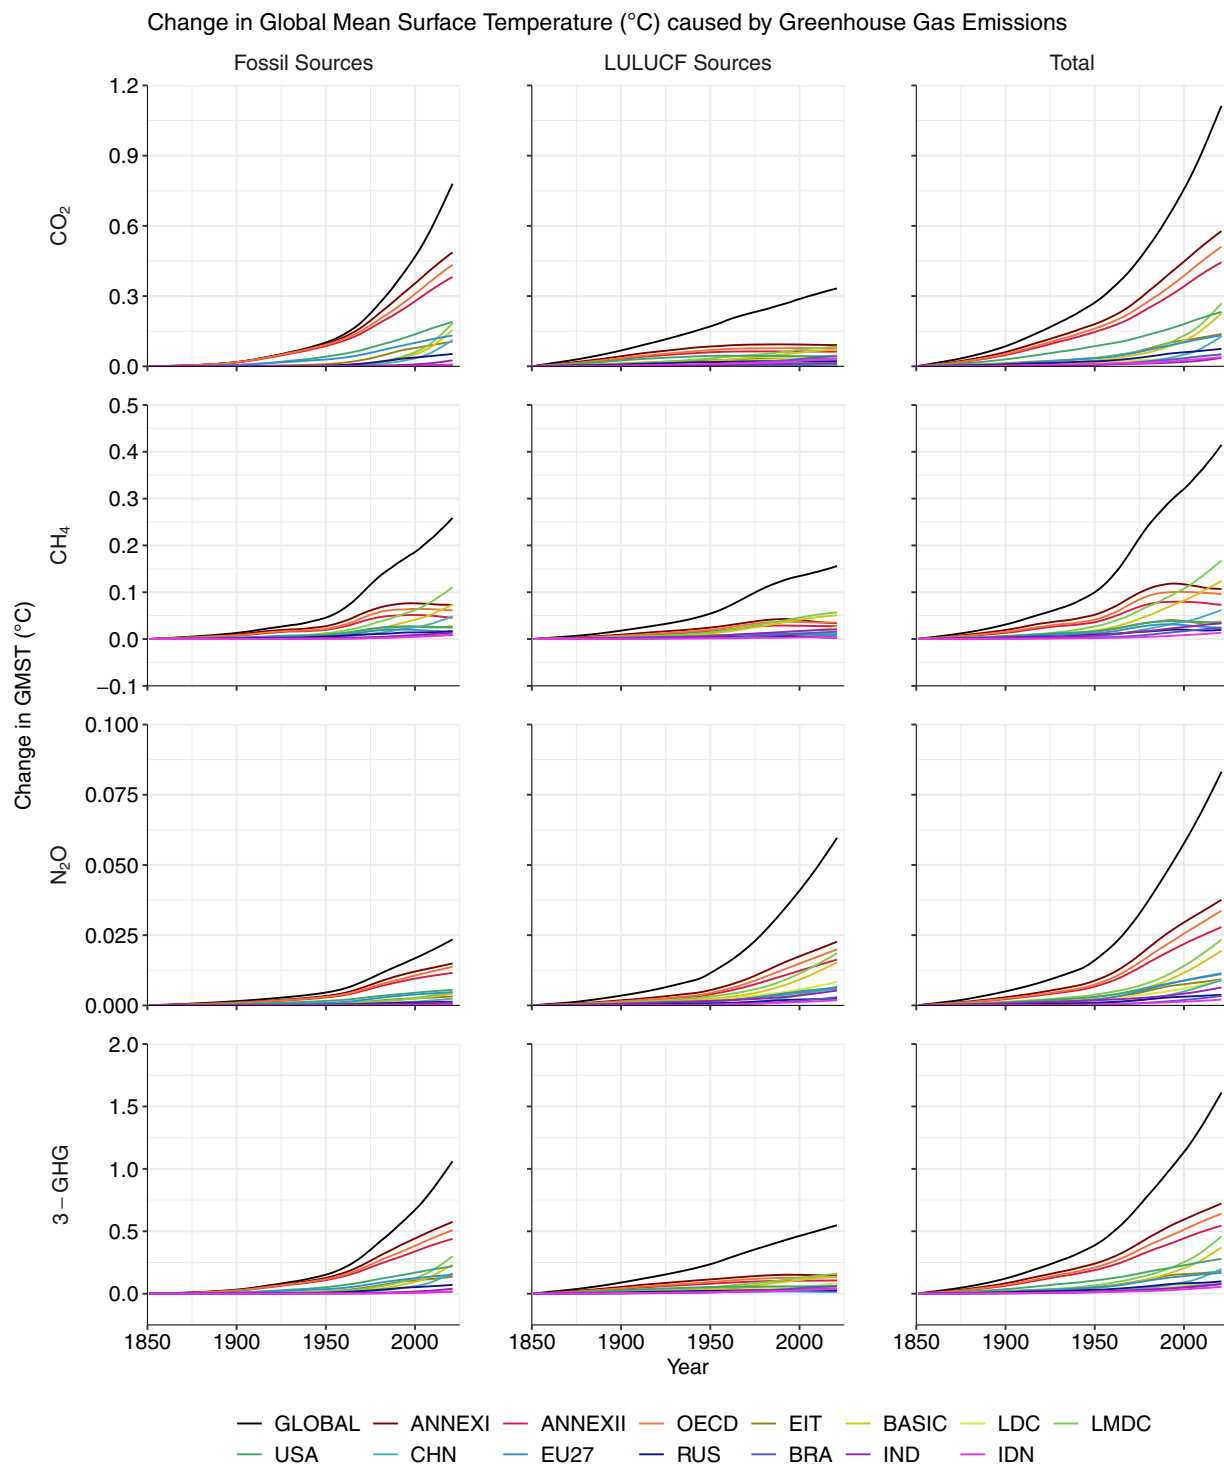 Change in Global Mean Surface Temperature (°C) caused by Greenhouse Gas Emissions
Fossil Sources LULUCF Sources Total
1.2
0.9
0.6
0.3
0.0
CO₂
0.5
0.4
0.3
0.2
0.1
0.0
−0.1
CH₄
Change in GMST (°C)
0.100
0.075
0.050
0.025
0.000
N₂O
2.0
1.5
1.0
0.5
0.0
3 − GHG
1850 1900 1950 2000 1850 1900 1950 2000 1850 1900 1950 2000
Year
GLOBAL ANNEXI ANNEXII OECD EIT BASIC LDC LMDC
USA CHN EU27 RUS BRA IND IDN